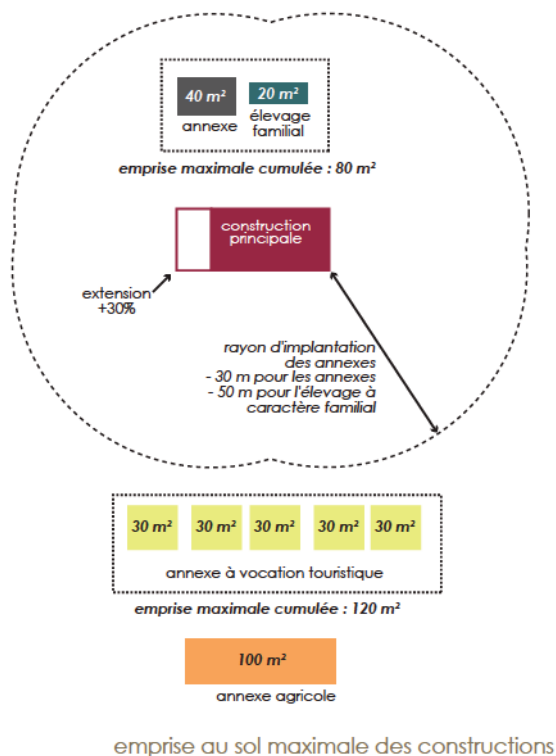 40 m²
20 m²
annexe
élevage
familial
emprise maximale cumulée : 80 m²
construction
principale
extension
+30%
rayon d'implantation
des annexes
- 30 m pour les annexes
- 50 m pour l'élevage à
caractère familial
30 m² 30 m² 30 m² 30 m² 30 m²
annexe à vocation touristique
emprise maximale cumulée : 120 m²
100 m²
annexe agricole
emprise au sol maximale des constructions